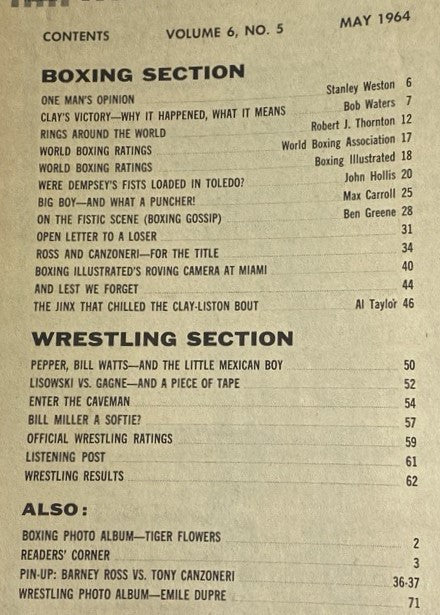 CONTENTS VOLUME 6, NO. 5 MAY 1964
BOXING SECTION
ONE MAN'S OPINION Stanley Weston 6
CLAY'S VICTORY—WHY IT HAPPENED, WHAT IT MEANS Bob Waters 7
RINGS AROUND THE WORLD Robert J. Thornton 12
WORLD BOXING RATINGS World Boxing Association 17
WORLD BOXING RATINGS Boxing Illustrated 18
WERE DEMPSEY'S FISTS LOADED IN TOLEDO? John Hollis 20
BIG BOY—AND WHAT A PUNCHER! Max Carroll 25
ON THE FISTIC SCENE (BOXING GOSSIP) Ben Greene 28
OPEN LETTER TO A LOSER 31
ROSS AND CANZONERI—FOR THE TITLE 34
BOXING ILLUSTRATED'S ROVING CAMERA AT MIAMI 40
AND LEST WE FORGET 44
THE JINX THAT CHILLED THE CLAY-LISTON BOUT Al Taylor 46
WRESTLING SECTION
PEPPER, BILL WATTS—AND THE LITTLE MEXICAN BOY 50
LISOWSKI VS. GAGNE—AND A PIECE OF TAPE 52
ENTER THE CAVEMAN 54
BILL MILLER A SOFTIE? 57
OFFICIAL WRESTLING RATINGS 59
LISTENING POST 61
WRESTLING RESULTS 62
ALSO:
BOXING PHOTO ALBUM—TIGER FLOWERS 2
READERS' CORNER 3
PIN-UP: BARNEY ROSS VS. TONY CANZONERI 36-37
WRESTLING PHOTO ALBUM—EMILE DUPRE 71